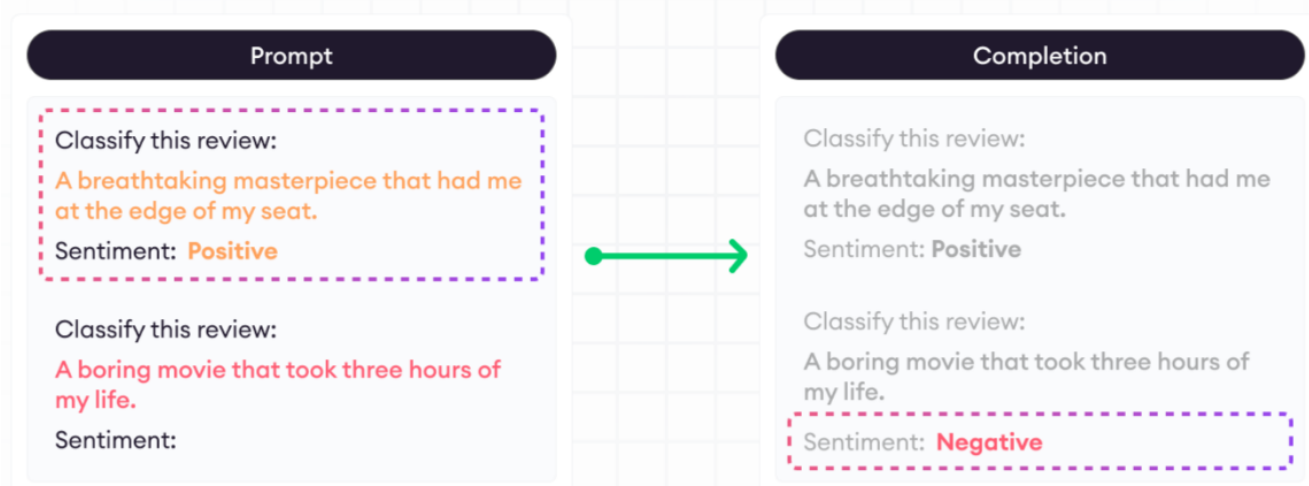 Prompt
Classify this review:
A breathtaking masterpiece that had me
at the edge of my seat.
Sentiment: Positive
Classify this review:
A boring movie that took three hours of
my life.
Sentiment:
Completion
Classify this review:
A breathtaking masterpiece that had me
at the edge of my seat.
Sentiment: Positive
Classify this review:
A boring movie that took three hours of
my life.
Sentiment: Negative